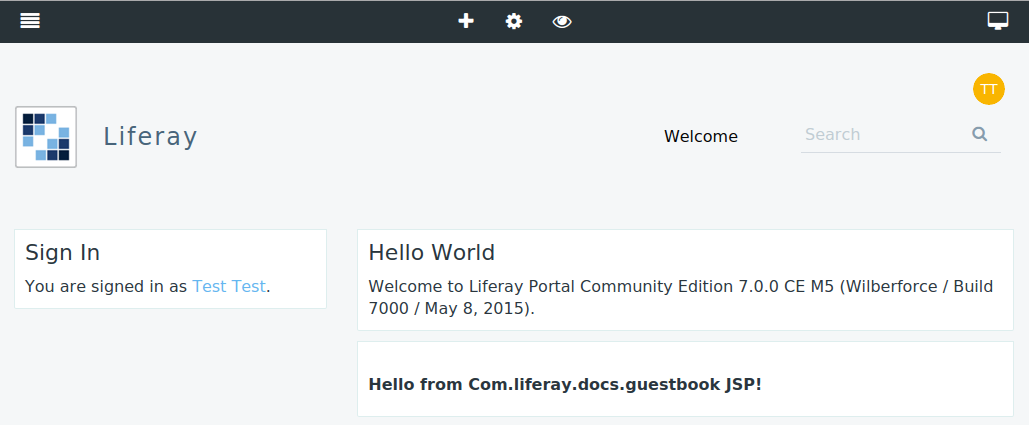 TT
Liferay
Welcome
Search
Sign In
You are signed in as Test Test.
Hello World
Welcome to Liferay Portal Community Edition 7.0.0 CE M5 (Wilberforce / Build
7000 / May 8, 2015).
Hello from Com.liferay.docs.guestbook JSP!